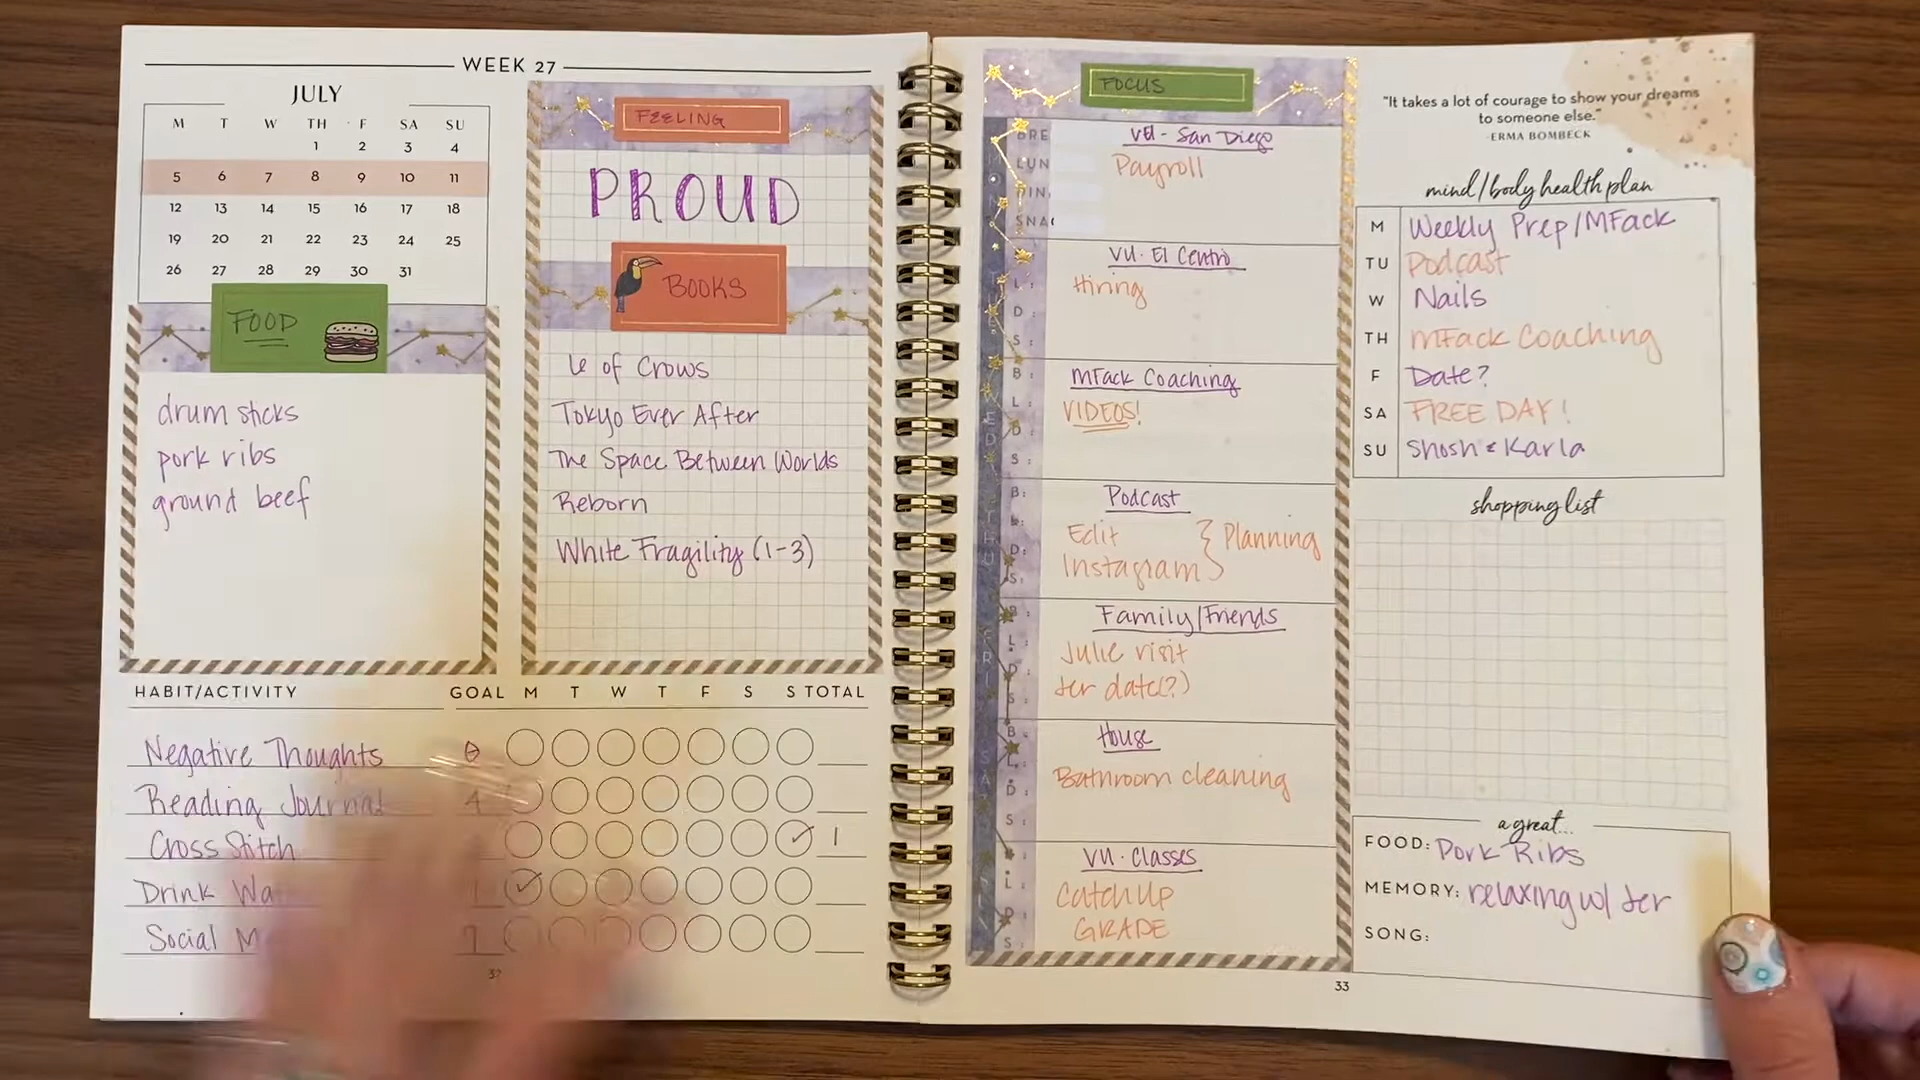 WEEK 27
JULY
M T W TH F SA SU
1 2 3 4
5 6 7 8 9 10 11
12 13 14 15 16 17 18
19 20 21 22 23 24 25
26 27 28 29 30 31
FOOD
drum sticks
pork ribs
ground beef
FEELING
PROUD
BOOKS
6 of Crows
Tokyo Ever After
The Space Between Worlds
Reborn
White Fragility (1-3)
HABIT/ACTIVITY GOAL M T W T F S S TOTAL
Negative Thoughts 0
Reading Journal 4
Cross Stitch 1
Drink
Social
32
FOCUS
VU - San Diego
Payroll
VU - El Centro
Hiring
MFack Coaching
VIDEOS!
Podcast
Edit
Instagram } Planning
Family/Friends
Julie visit
Jer date(?)
House
Bathroom cleaning
VU - Classes
Catch Up
GRADE
33
"It takes a lot of courage to show your dreams
to someone else."
-ERMA BOMBECK
mind/body health plan
M Weekly Prep/MFack
TU Podcast
W Nails
TH MFack Coaching
F Date?
SA FREE DAY!
SU Shosh & Karla
shopping list
a great...
FOOD: Pork Ribs
MEMORY: relaxing w/ Jer
SONG: